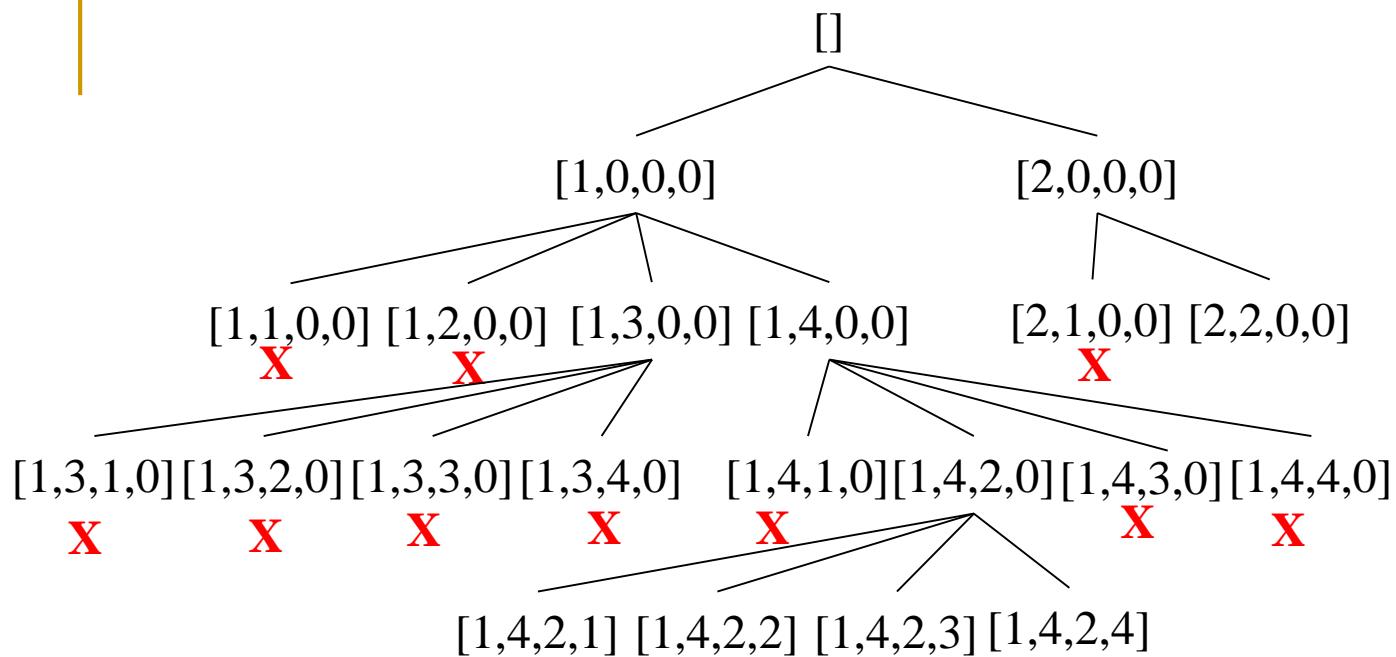 []
[1,0,0,0] [2,0,0,0]
[1,1,0,0] [1,2,0,0] [1,3,0,0] [1,4,0,0] [2,1,0,0] [2,2,0,0]
X X X
[1,3,1,0] [1,3,2,0] [1,3,3,0] [1,3,4,0] [1,4,1,0] [1,4,2,0] [1,4,3,0] [1,4,4,0]
X X X X X X X
[1,4,2,1] [1,4,2,2] [1,4,2,3] [1,4,2,4]